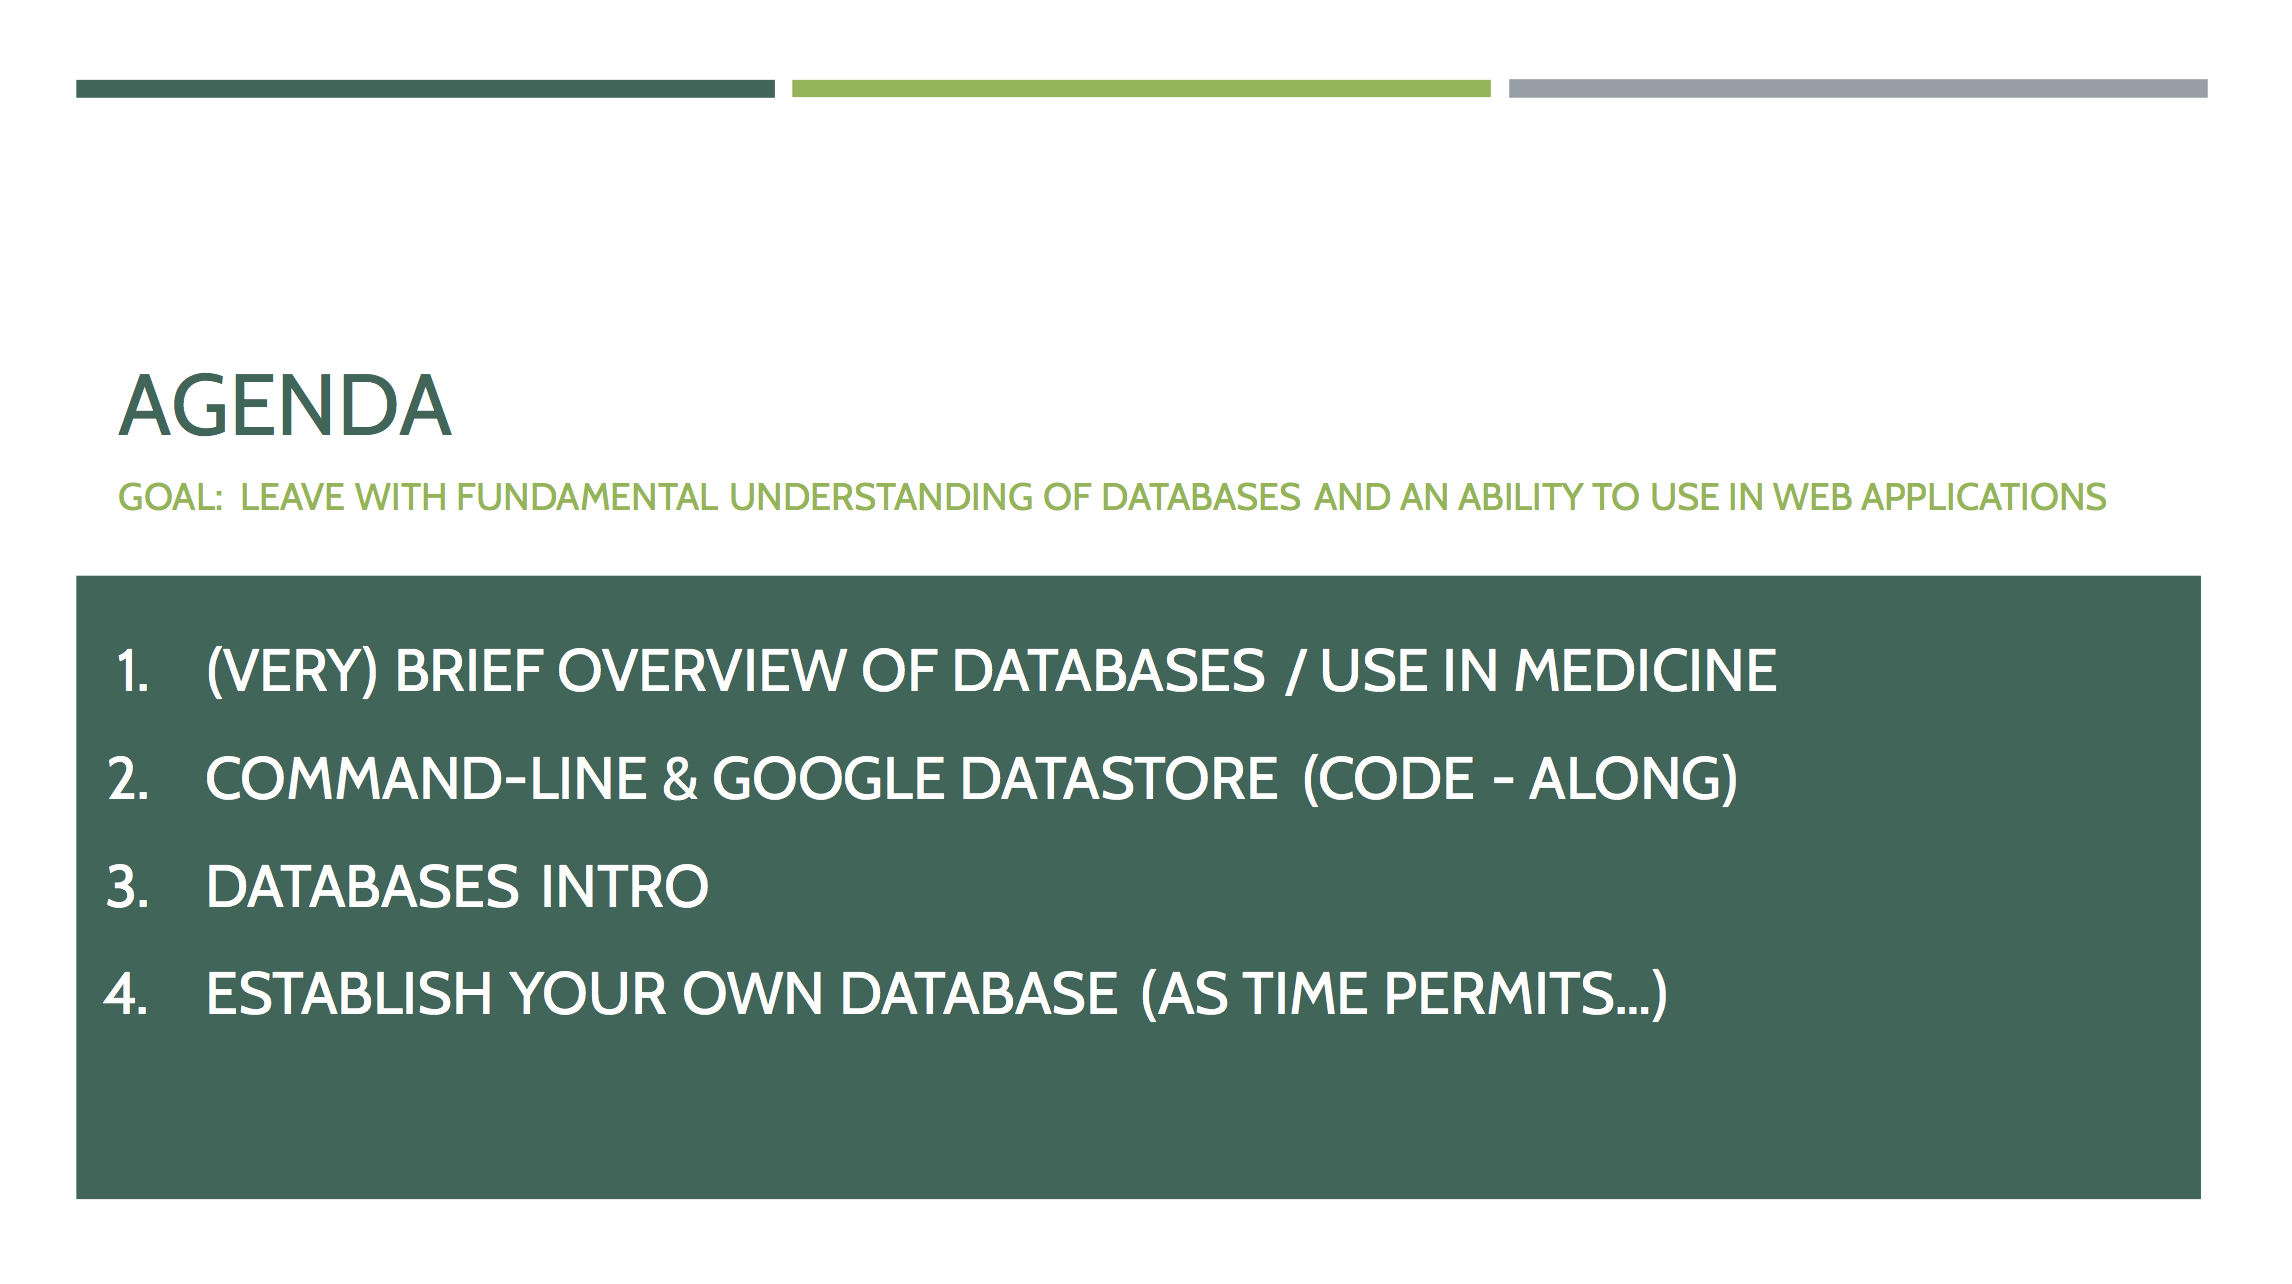 AGENDA
GOAL: LEAVE WITH FUNDAMENTAL UNDERSTANDING OF DATABASES AND AN ABILITY TO USE IN WEB APPLICATIONS
1. (VERY) BRIEF OVERVIEW OF DATABASES / USE IN MEDICINE
2. COMMAND-LINE & GOOGLE DATASTORE (CODE - ALONG)
3. DATABASES INTRO
4. ESTABLISH YOUR OWN DATABASE (AS TIME PERMITS...)